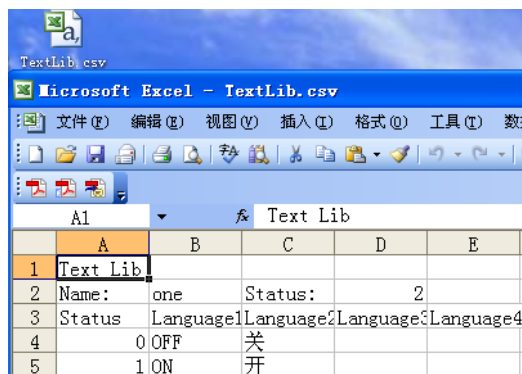 TextLib.csv
Microsoft Excel - TextLib.csv
文件(F) 编辑(E) 视图(V) 插入(I) 格式(O) 工具(T) 数
A1 fx Text Lib
A B C D E
1 Text Lib
2 Name: one Status: 2
3 Status Language1 Language2 Language3 Language4
4 0 OFF 关
5 1 ON 开